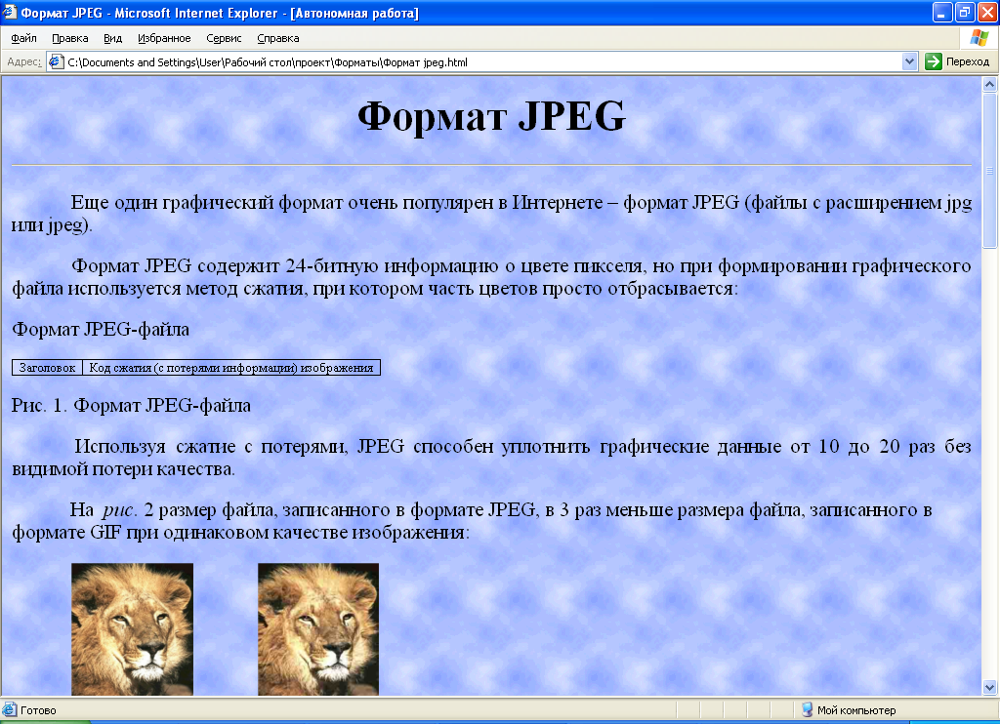 Формат JPEG - Microsoft Internet Explorer - [Автономная работа]
Файл Правка Вид Избранное Сервис Справка
Адрес: C:\Documents and Settings\User\Рабочий стол\проект\Форматы\Формат jpeg.html Переход
Формат JPEG
Еще один графический формат очень популярен в Интернете – формат JPEG (файлы с расширением jpg
или jpeg).
Формат JPEG содержит 24-битную информацию о цвете пикселя, но при формировании графического
файла используется метод сжатия, при котором часть цветов просто отбрасывается:
Формат JPEG-файла
Заголовок Код сжатия (с потерями информации) изображения
Рис. 1. Формат JPEG-файла
Используя сжатие с потерями, JPEG способен уплотнить графические данные от 10 до 20 раз без
видимой потери качества.
На рис. 2 размер файла, записанного в формате JPEG, в 3 раз меньше размера файла, записанного в
формате GIF при одинаковом качестве изображения:
Готово Мой компьютер